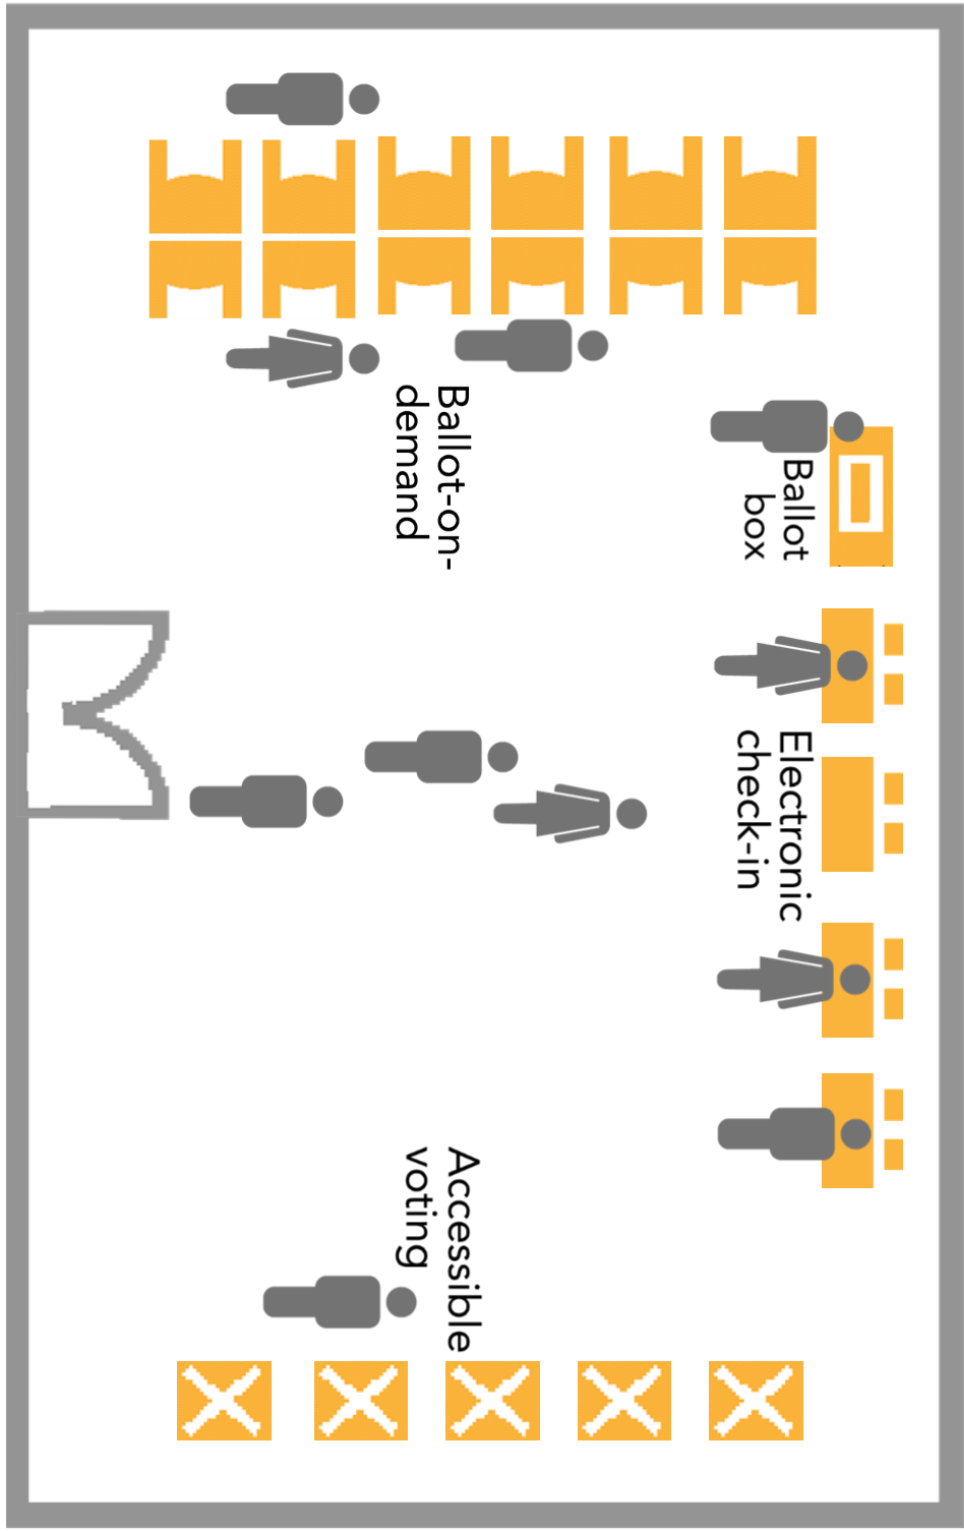 Ballot
box
Electronic
check-in
Ballot-on-
demand
Accessible
voting